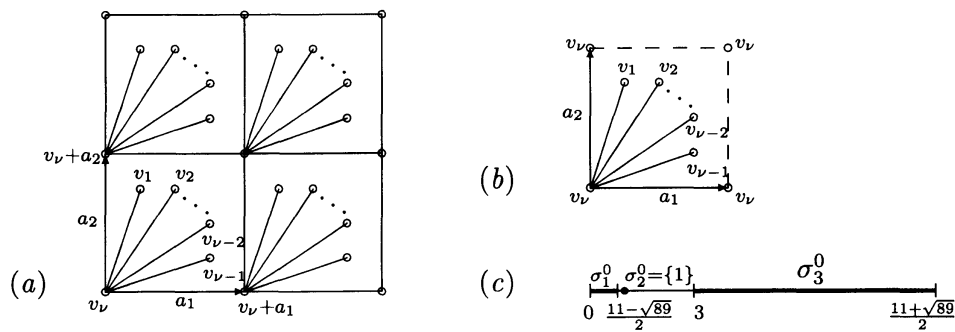 v_ν+a_2
v_1 v_2
a_2
v_{ν−2}
v_{ν−1}
(a)
v_ν a_1 v_ν+a_1
v_ν v_ν
v_1 v_2
a_2
v_{ν−2}
(b)
v_{ν−1}
v_ν a_1 v_ν
σ_1^0 σ_2^0={1} σ_3^0
(c)
0 \frac{11−√89}{2} 3 \frac{11+√89}{2}